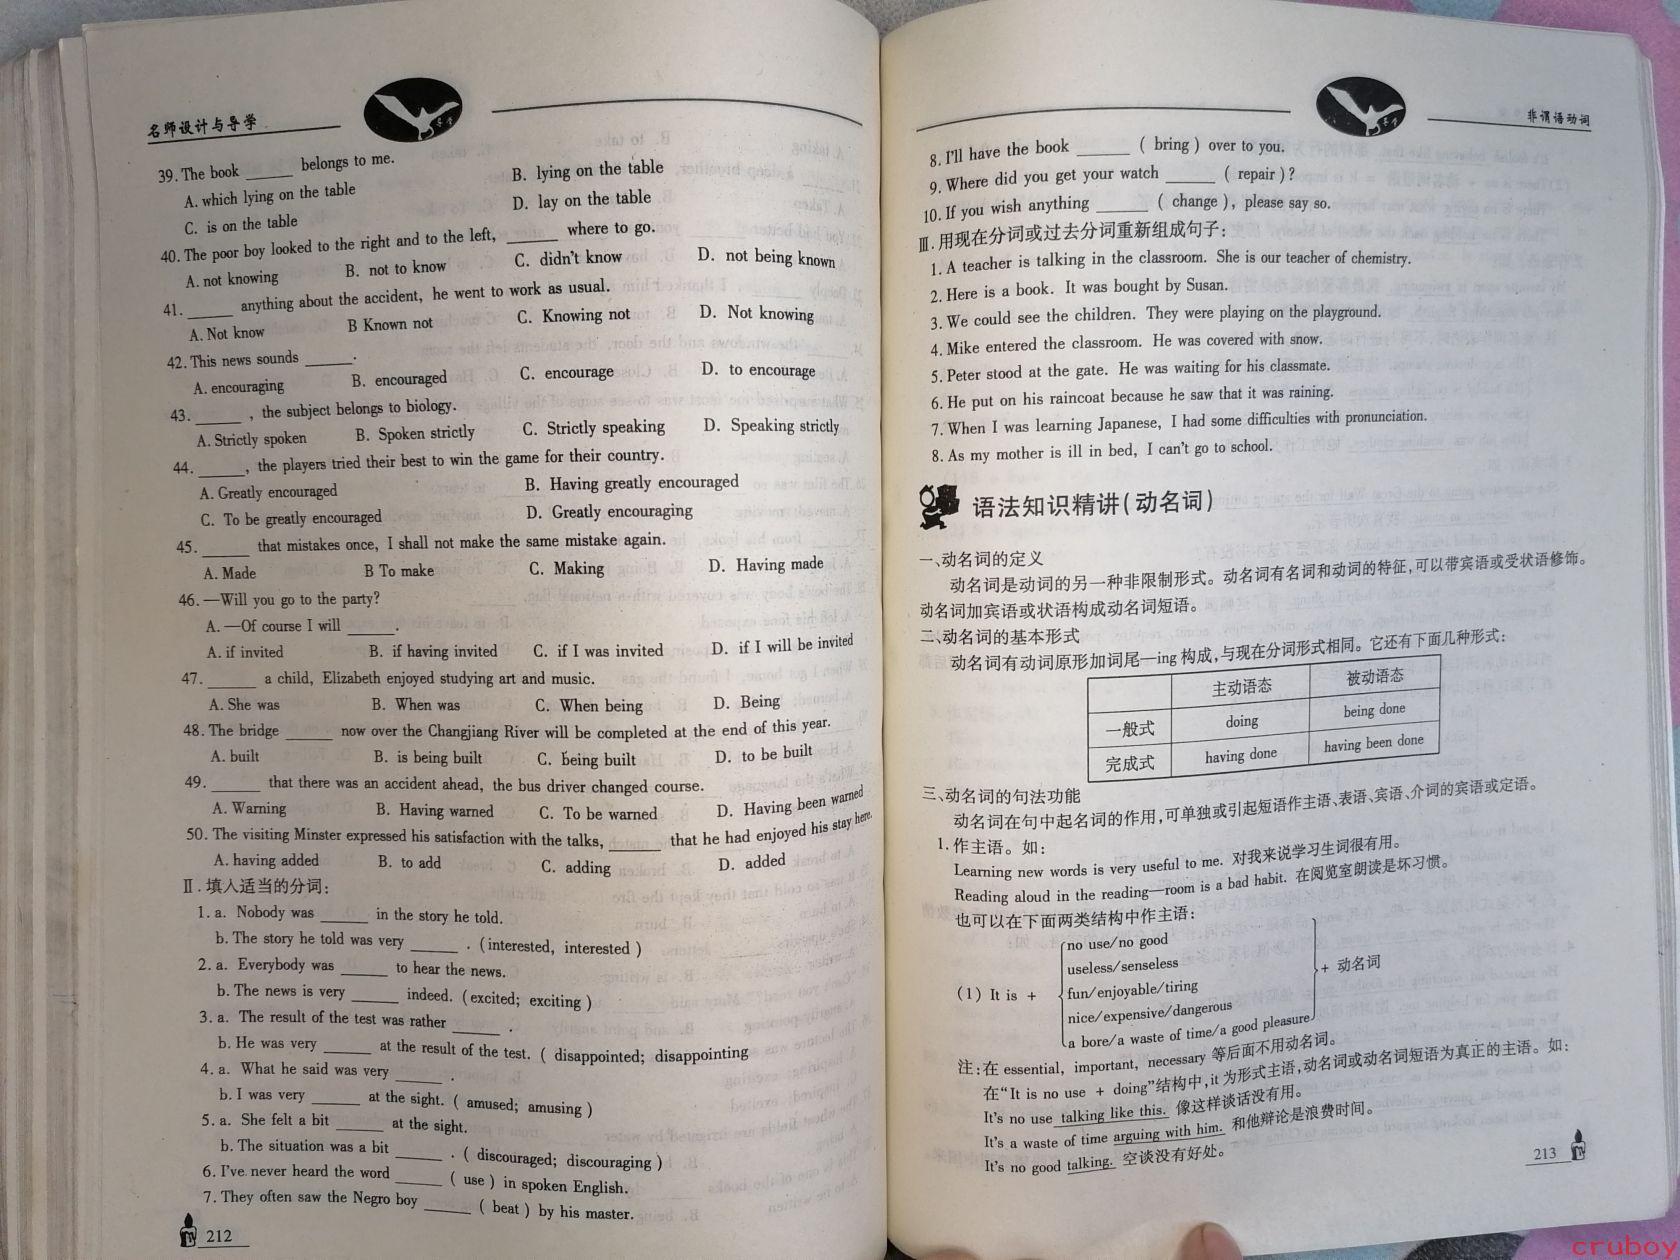 名师设计与导学
39. The book ______ belongs to me.
A. which lying on the table B. lying on the table
C. is on the table D. lay on the table
40. The poor boy looked to the right and to the left, ______ where to go.
A. not knowing B. not to know C. didn't know D. not being known
41. ______ anything about the accident, he went to work as usual.
A. Not know B Known not C. Knowing not D. Not knowing
42. This news sounds ______.
A. encouraging B. encouraged C. encourage D. to encourage
43. ______, the subject belongs to biology.
A. Strictly spoken B. Spoken strictly C. Strictly speaking D. Speaking strictly
44. ______, the players tried their best to win the game for their country.
A. Greatly encouraged B. Having greatly encouraged
C. To be greatly encouraged D. Greatly encouraging
45. ______ that mistakes once, I shall not make the same mistake again.
A. Made B To make C. Making D. Having made
46. —Will you go to the party?
A. —Of course I will ______.
A. if invited B. if having invited C. if I was invited D. if I will be invited
47. ______ a child, Elizabeth enjoyed studying art and music.
A. She was B. When was C. When being D. Being
48. The bridge ______ now over the Changjiang River will be completed at the end of this year.
A. built B. is being built C. being built D. to be built
49. ______ that there was an accident ahead, the bus driver changed course.
A. Warning B. Having warned C. To be warned D. Having been warned
50. The visiting Minster expressed his satisfaction with the talks, ______ that he had enjoyed his stay here.
A. having added B. to add C. adding D. added
Ⅱ. 填入适当的分词:
1. a. Nobody was ______ in the story he told.
b. The story he told was very ______. (interested, interested)
2. a. Everybody was ______ to hear the news.
b. The news is very ______ indeed. (excited; exciting)
3. a. The result of the test was rather ______.
b. He was very ______ at the result of the test. (disappointed; disappointing
4. a. What he said was very ______.
b. I was very ______ at the sight. (amused; amusing)
5. a. She felt a bit ______ at the sight.
b. The situation was a bit ______. (discouraged; discouraging)
6. I've never heard the word ______ (use) in spoken English.
7. They often saw the Negro boy ______ (beat) by his master.
212
非谓语动词
8. I'll have the book ______ (bring) over to you.
9. Where did you get your watch ______ (repair)?
10. If you wish anything ______ (change), please say so.
Ⅲ. 用现在分词或过去分词重新组成句子:
1. A teacher is talking in the classroom. She is our teacher of chemistry.
2. Here is a book. It was bought by Susan.
3. We could see the children. They were playing on the playground.
4. Mike entered the classroom. He was covered with snow.
5. Peter stood at the gate. He was waiting for his classmate.
6. He put on his raincoat because he saw that it was raining.
7. When I was learning Japanese, I had some difficulties with pronunciation.
8. As my mother is ill in bed, I can't go to school.
语法知识精讲(动名词)
一、动名词的定义
动名词是动词的另一种非限制形式。动名词有名词和动词的特征,可以带宾语或受状语修饰。
动名词加宾语或状语构成动名词短语。
二、动名词的基本形式
动名词有动词原形加词尾—ing 构成,与现在分词形式相同。它还有下面几种形式:
主动语态 被动语态
一般式 doing being done
完成式 having done having been done
三、动名词的句法功能
动名词在句中起名词的作用,可单独或引起短语作主语、表语、宾语、介词的宾语或定语。
1. 作主语。如:
Learning new words is very useful to me. 对我来说学习生词很有用。
Reading aloud in the reading—room is a bad habit. 在阅览室朗读是坏习惯。
也可以在下面两类结构中作主语:
no use/no good
useless/senseless
(1) It is + fun/enjoyable/tiring + 动名词
nice/expensive/dangerous
a bore/a waste of time/a good pleasure
注:在 essential, important, necessary 等后面不用动名词。
在“It is no use + doing”结构中,it 为形式主语,动名词或动名词短语为真正的主语。如:
It's no use talking like this. 像这样谈话没有用。
It's a waste of time arguing with him. 和他辩论是浪费时间。
It's no good talking. 空谈没有好处。
213
cruboy